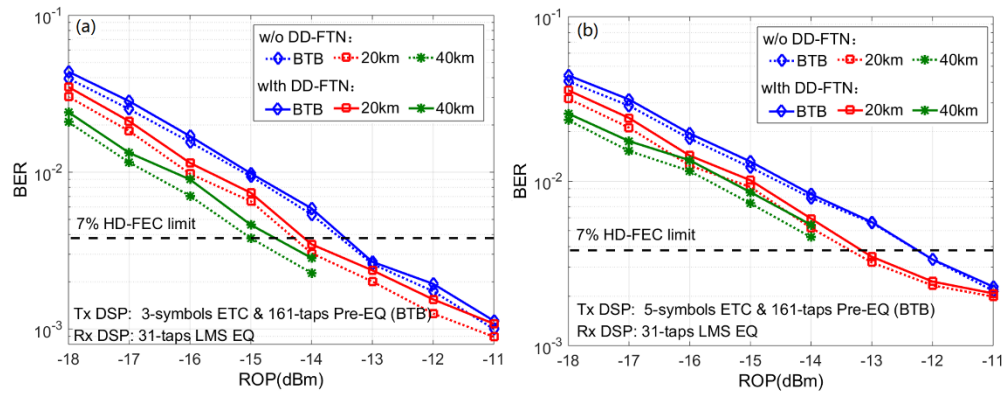 (a)
w/o DD-FTN:
BTB 20km 40km
wIth DD-FTN:
BTB 20km 40km
7% HD-FEC limit
Tx DSP: 3-symbols ETC & 161-taps Pre-EQ (BTB)
Rx DSP: 31-taps LMS EQ
BER
10-1
10-2
10-3
-18 -17 -16 -15 -14 -13 -12 -11
ROP(dBm)
(b)
w/o DD-FTN:
BTB 20km 40km
wIth DD-FTN:
BTB 20km 40km
7% HD-FEC limit
Tx DSP: 5-symbols ETC & 161-taps Pre-EQ (BTB)
Rx DSP: 31-taps LMS EQ
BER
10-1
10-2
10-3
-18 -17 -16 -15 -14 -13 -12 -11
ROP(dBm)